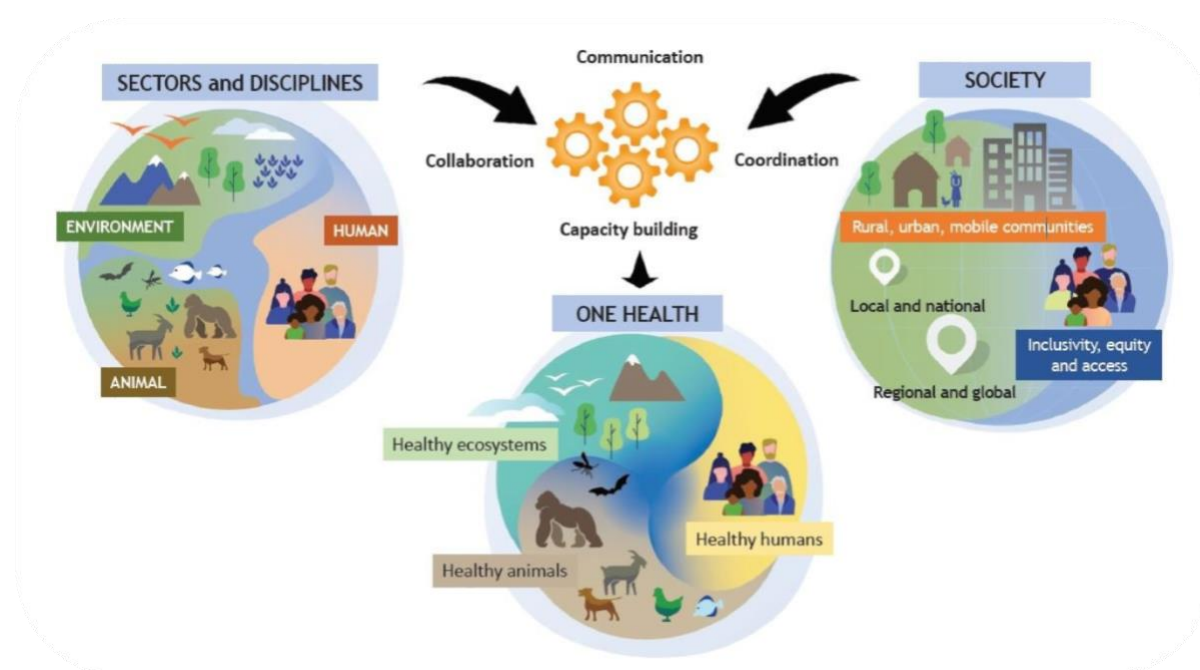 SECTORS and DISCIPLINES
Communication
SOCIETY
Collaboration
Coordination
Capacity building
ENVIRONMENT
HUMAN
ANIMAL
Rural, urban, mobile communities
Local and national
Inclusivity, equity
and access
Regional and global
ONE HEALTH
Healthy ecosystems
Healthy humans
Healthy animals